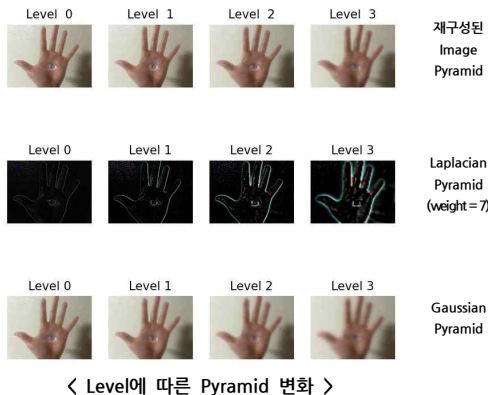 Level 0 Level 1 Level 2 Level 3
재구성된
Image
Pyramid
Level 0 Level 1 Level 2 Level 3
Laplacian
Pyramid
(weight = 7)
Level 0 Level 1 Level 2 Level 3
Gaussian
Pyramid
< Level에 따른 Pyramid 변화 >